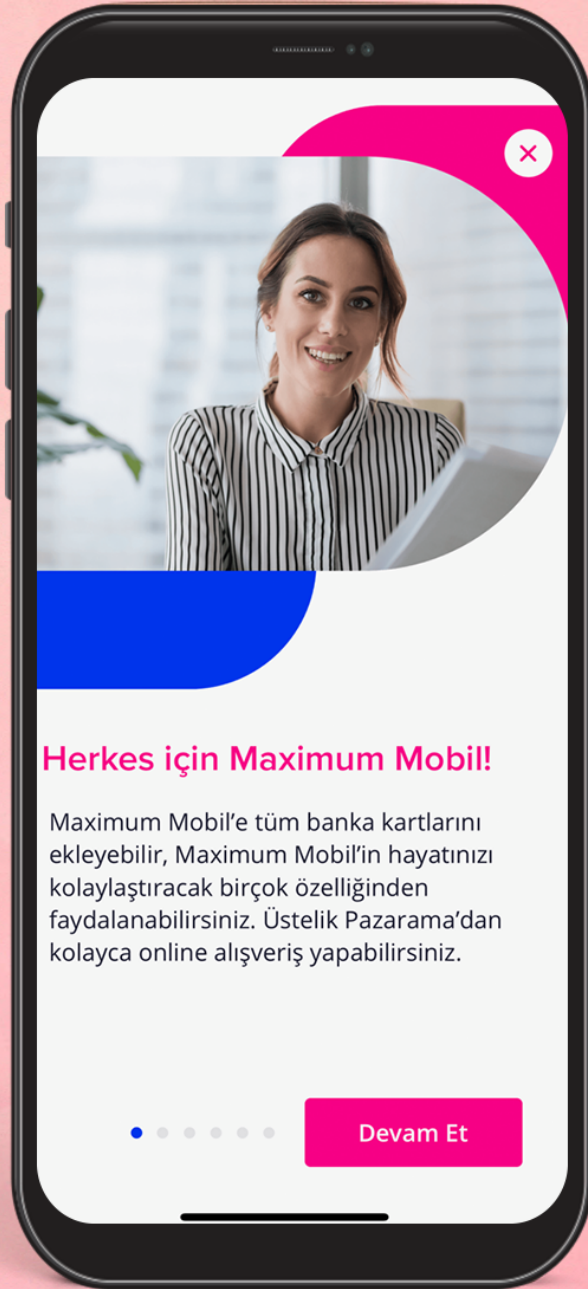 Herkes için Maximum Mobil!
Maximum Mobil’e tüm banka kartlarını
ekleyebilir, Maximum Mobil’in hayatınızı
kolaylaştıracak birçok özelliğinden
faydalanabilirsiniz. Üstelik Pazarama’dan
kolayca online alışveriş yapabilirsiniz.
Devam Et